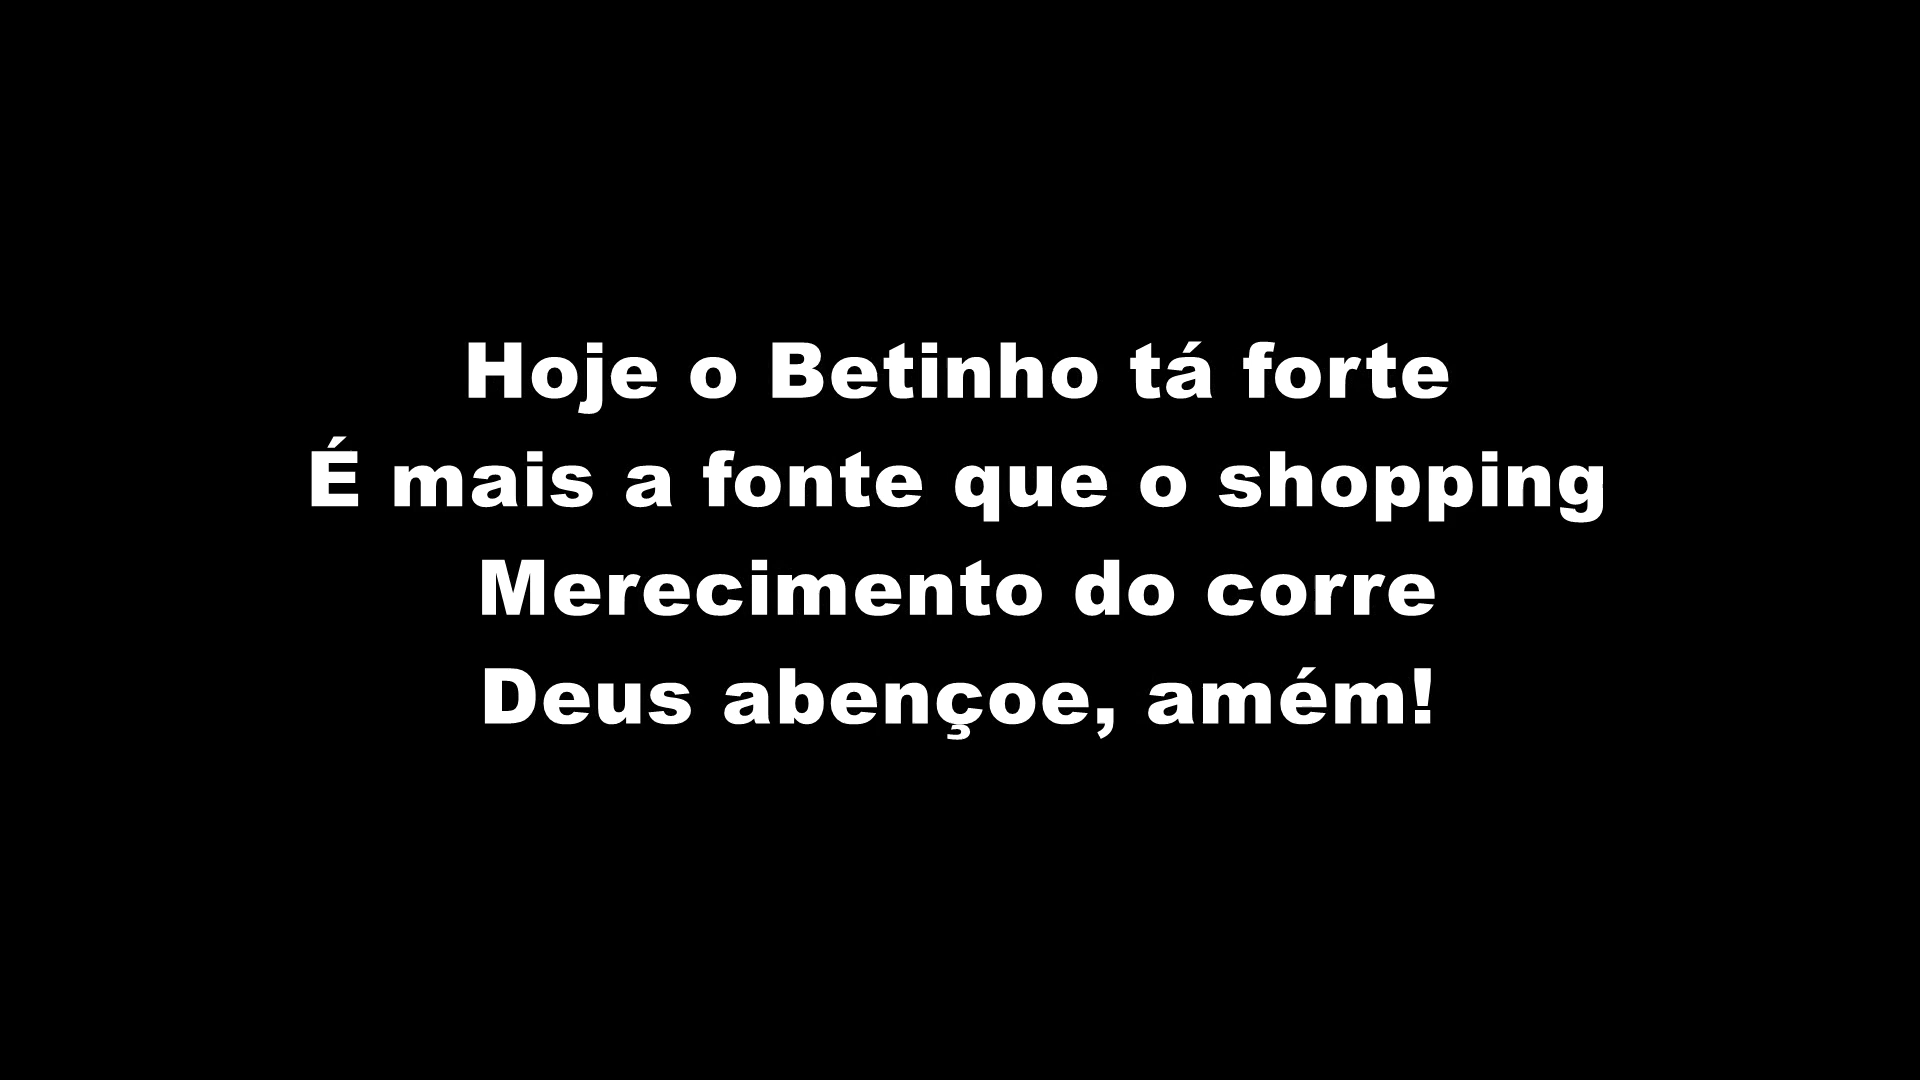 Hoje o Betinho tá forte
É mais a fonte que o shopping
Merecimento do corre
Deus abençoe, amém!